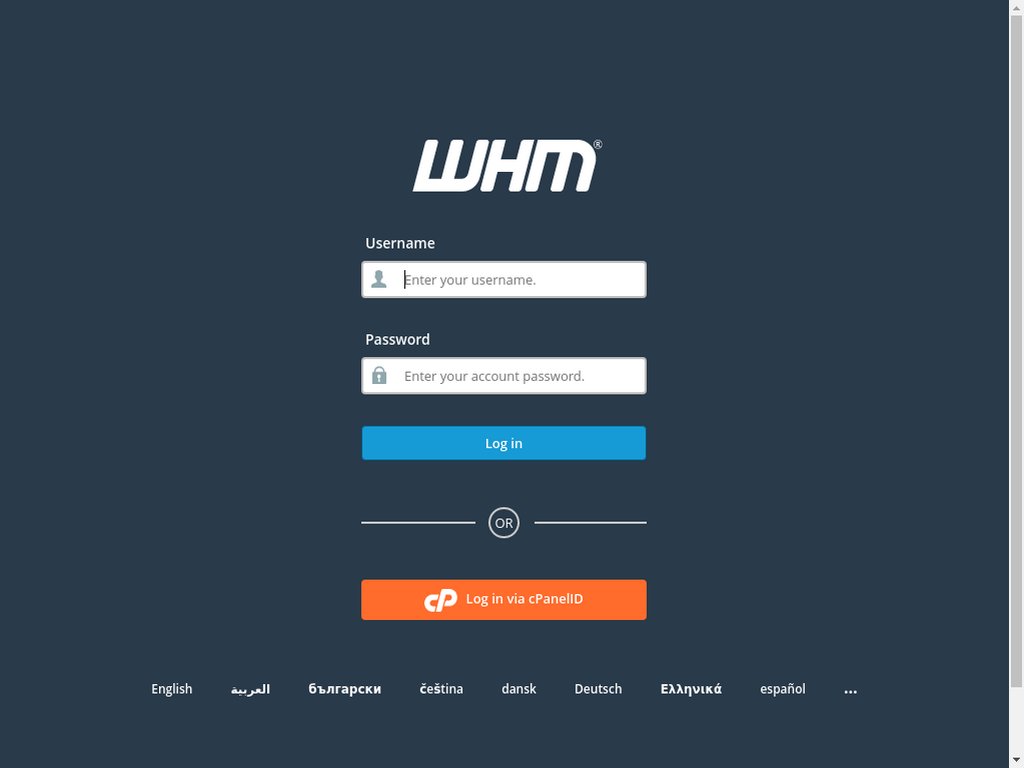 WHM®
Username
Enter your username.
Password
Enter your account password.
Log in
OR
cP Log in via cPanelID
English العربية български čeština dansk Deutsch Ελληνικά español ...